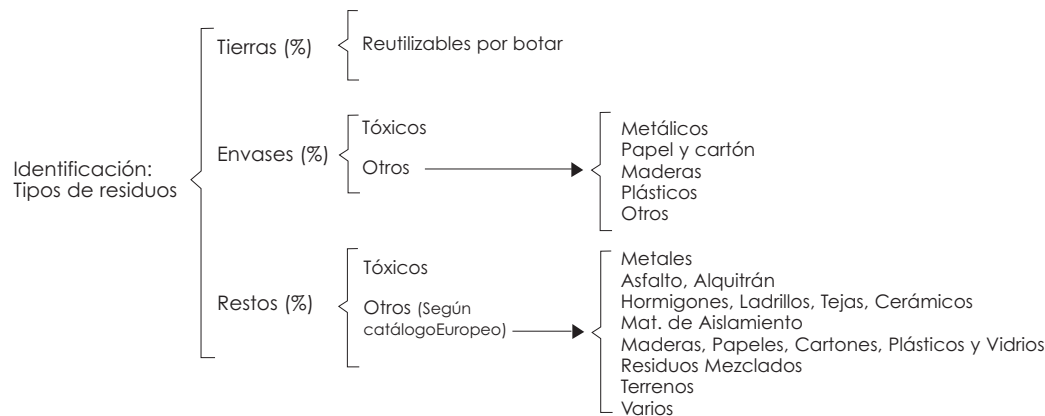 Identificación:
Tipos de residuos
Tierras (%)
Reutilizables por botar
Envases (%)
Tóxicos
Otros
Metálicos
Papel y cartón
Maderas
Plásticos
Otros
Restos (%)
Tóxicos
Otros (Según
catálogoEuropeo)
Metales
Asfalto, Alquitrán
Hormigones, Ladrillos, Tejas, Cerámicos
Mat. de Aislamiento
Maderas, Papeles, Cartones, Plásticos y Vidrios
Residuos Mezclados
Terrenos
Varios